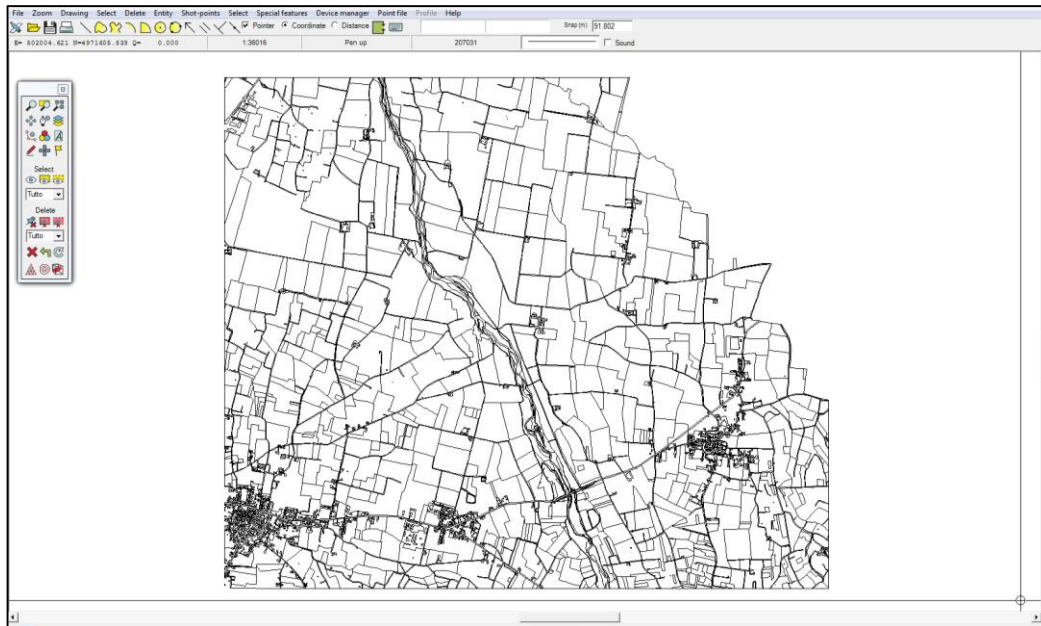 File Zoom Drawing Select Delete Entity Shot-points Select Special features Device manager Point file Profile Help
Pointer Coordinate Distance Snap (m) 91.802
E= 502004.621 N=4971605.839 Q= 0.000 1:36016 Pen up 207031 Sound
Select
Tutto
Delete
Tutto